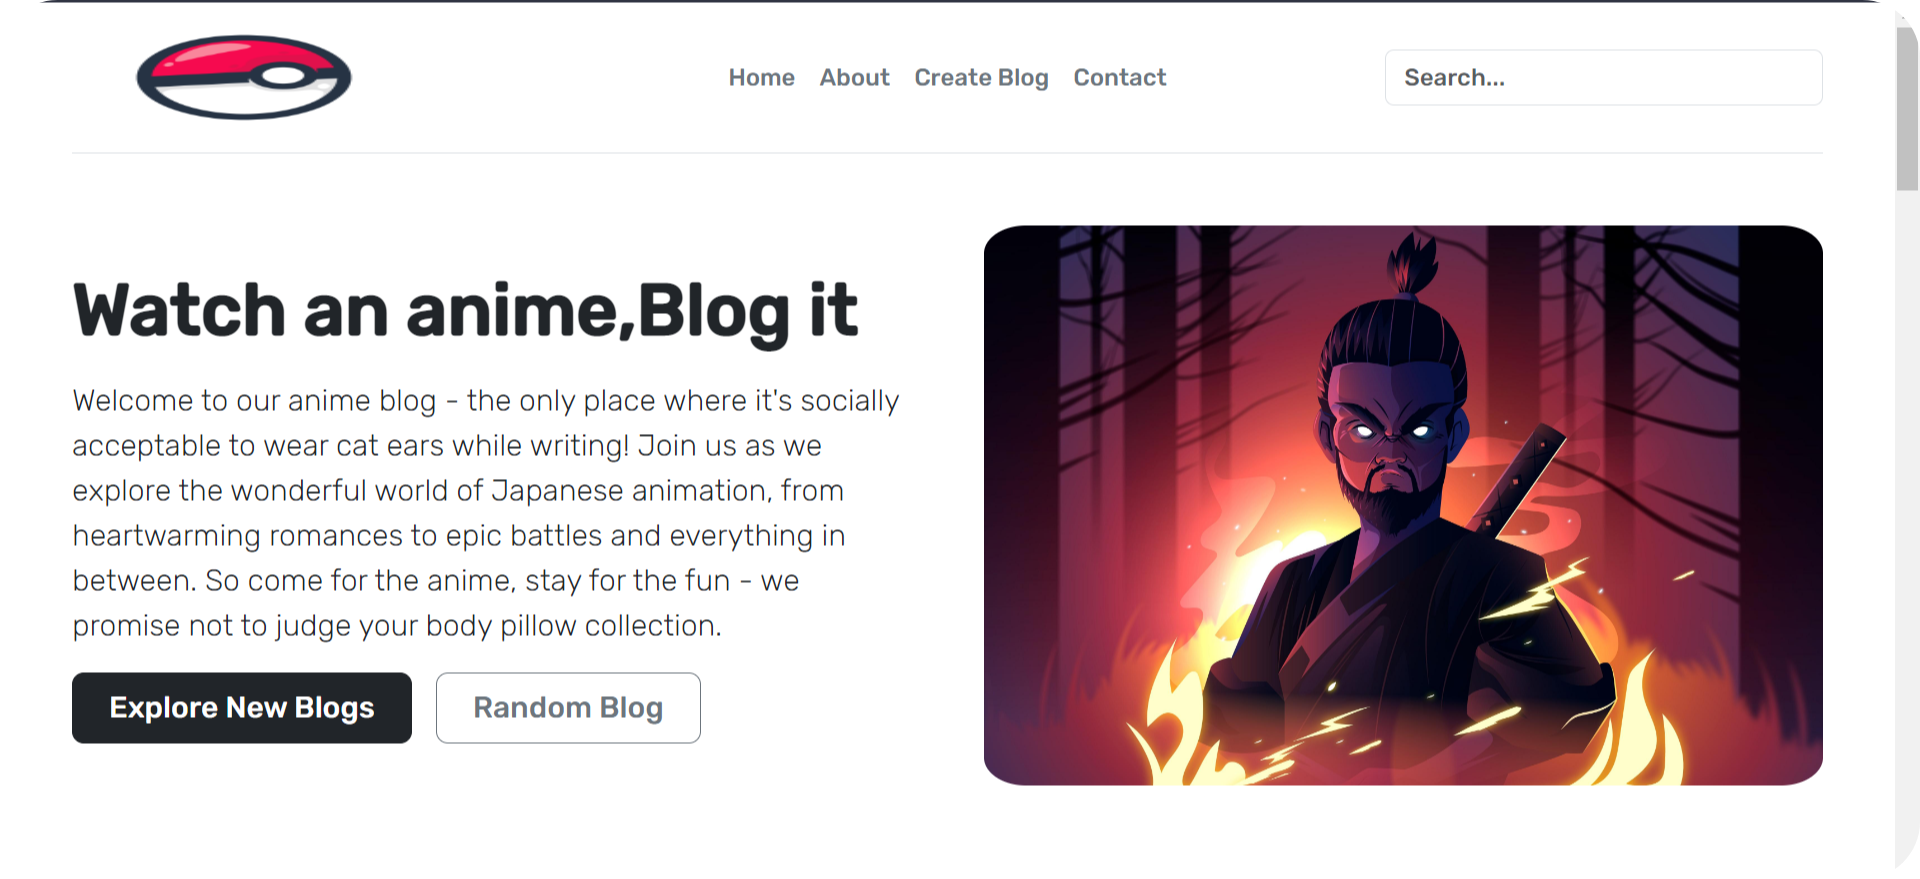 Home About Create Blog Contact
Search...
Watch an anime,Blog it
Welcome to our anime blog - the only place where it's socially
acceptable to wear cat ears while writing! Join us as we
explore the wonderful world of Japanese animation, from
heartwarming romances to epic battles and everything in
between. So come for the anime, stay for the fun - we
promise not to judge your body pillow collection.
Explore New Blogs
Random Blog